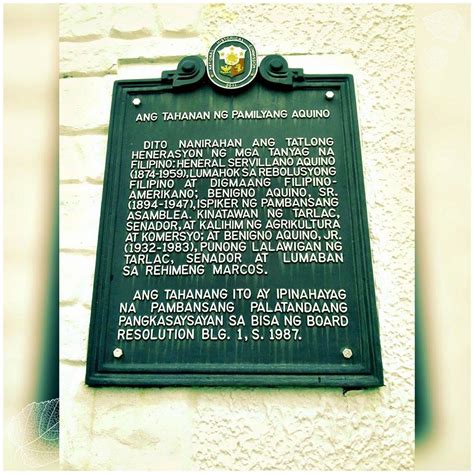 ANG TAHANAN NG PAMILYANG AQUINO
DITO NANIRAHAN ANG TATLONG
HENERASYON NG MGA TANYAG NA
FILIPINO: HENERAL SERVILLANO AQUINO
(1874-1959), LUMAHOK SA REBOLUSYONG
FILIPINO AT DIGMAANG FILIPINO-
AMERIKANO; BENIGNO AQUINO, SR.
(1894-1947), ISPIKER NG PAMBANSANG
ASAMBLEA. KINATAWAN NG TARLAC,
SENADOR, AT KALIHIM NG AGRIKULTURA
AT KOMERSYO; AT BENIGNO AQUINO, JR.
(1932-1983), PUNONG LALAWIGAN NG
TARLAC, SENADOR AT LUMABAN
SA REHIMENG MARCOS.
ANG TAHANANG ITO AY IPINAHAYAG
NA PAMBANSANG PALATANDAANG
PANGKASAYSAYAN SA BISA NG BOARD
RESOLUTION BLG. 1, S. 1987.